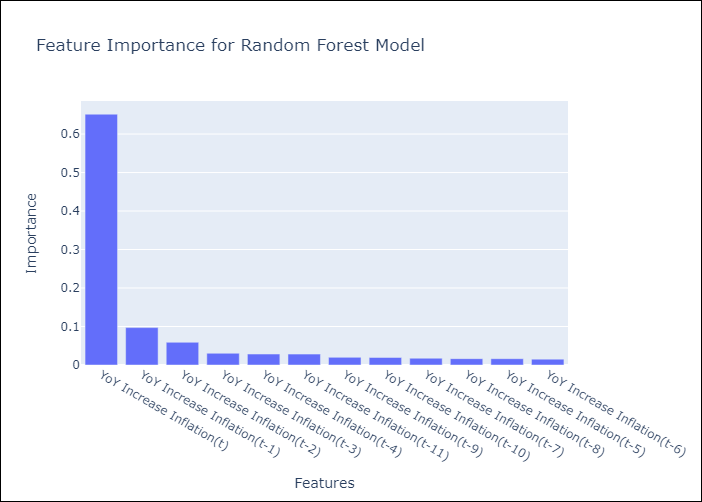 Feature Importance for Random Forest Model
Importance
0.6
0.5
0.4
0.3
0.2
0.1
0
YoY Increase Inflation(t)
YoY Increase Inflation(t-1)
YoY Increase Inflation(t-2)
YoY Increase Inflation(t-3)
YoY Increase Inflation(t-4)
YoY Increase Inflation(t-11)
YoY Increase Inflation(t-9)
YoY Increase Inflation(t-10)
YoY Increase Inflation(t-7)
YoY Increase Inflation(t-8)
YoY Increase Inflation(t-5)
YoY Increase Inflation(t-6)
Features